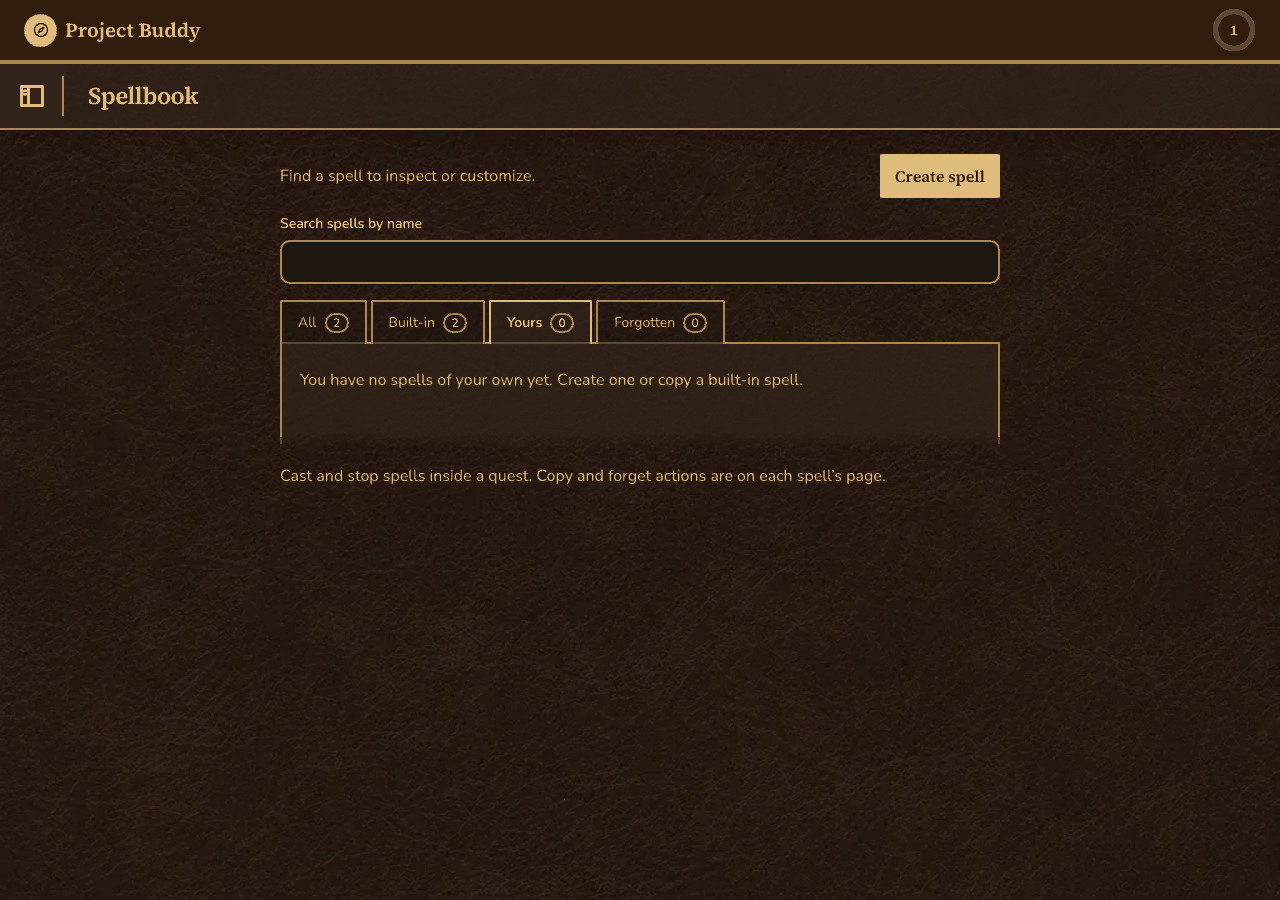 Project Buddy
1
Spellbook
Find a spell to inspect or customize.
Create spell
Search spells by name
All 2 Built-in 2 Yours 0 Forgotten 0
You have no spells of your own yet. Create one or copy a built-in spell.
Cast and stop spells inside a quest. Copy and forget actions are on each spell’s page.